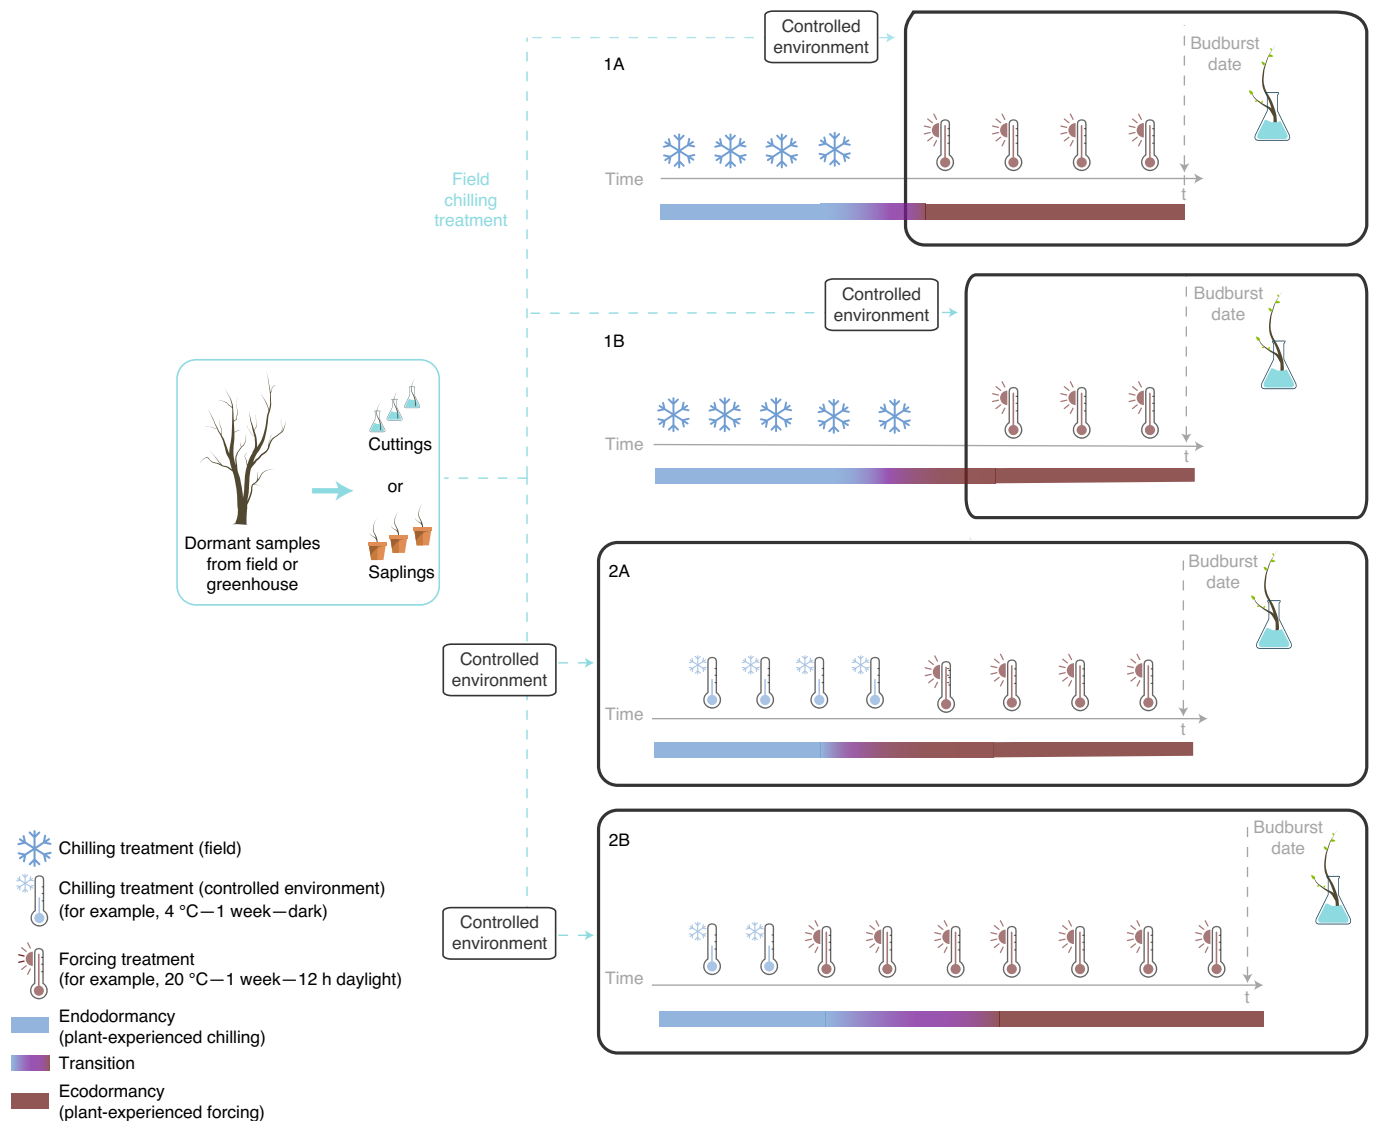 Controlled
environment
Budburst
date
1A
Time
t
Field
chilling
treatment
Controlled
environment
Budburst
date
1B
Time
t
Cuttings
or
Saplings
Dormant samples
from field or
greenhouse
2A
Budburst
date
Controlled
environment
Time
t
2B
Budburst
date
Controlled
environment
Time
t
Chilling treatment (field)
Chilling treatment (controlled environment)
(for example, 4 °C—1 week—dark)
Forcing treatment
(for example, 20 °C—1 week—12 h daylight)
Endodormancy
(plant-experienced chilling)
Transition
Ecodormancy
(plant-experienced forcing)